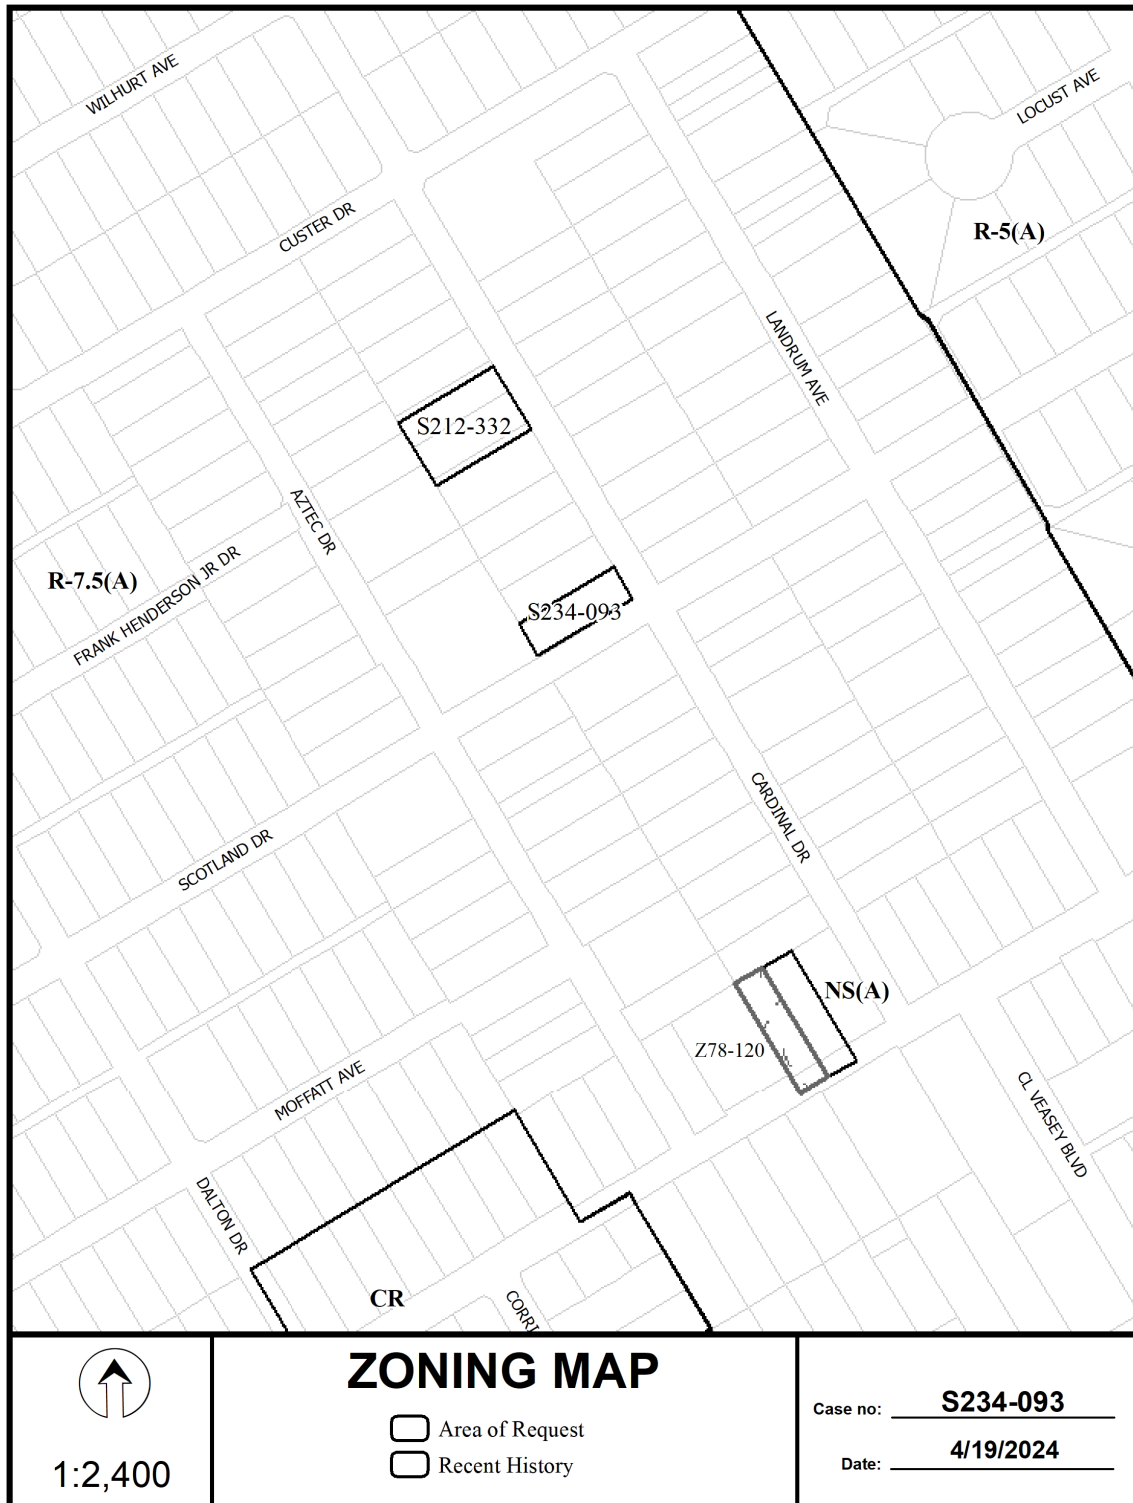 WILHURT AVE
LOCUST AVE
CUSTER DR
R-5(A)
LANDRUM AVE
S212-332
AZTEC DR
R-7.5(A)
FRANK HENDERSON JR DR
S234-093
CARDINAL DR
SCOTLAND DR
NS(A)
Z78-120
MOFFATT AVE
CL VEASEY BLVD
DALTON DR
CR
CORRI
1:2,400
ZONING MAP
Area of Request
Recent History
Case no: S234-093
Date: 4/19/2024